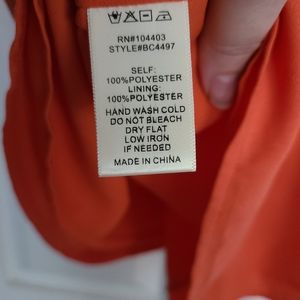 RN#104403
STYLE#BC4497
SELF:
100%POLYESTER
LINING:
100%POLYESTER
HAND WASH COLD
DO NOT BLEACH
DRY FLAT
LOW IRON
IF NEEDED
MADE IN CHINA